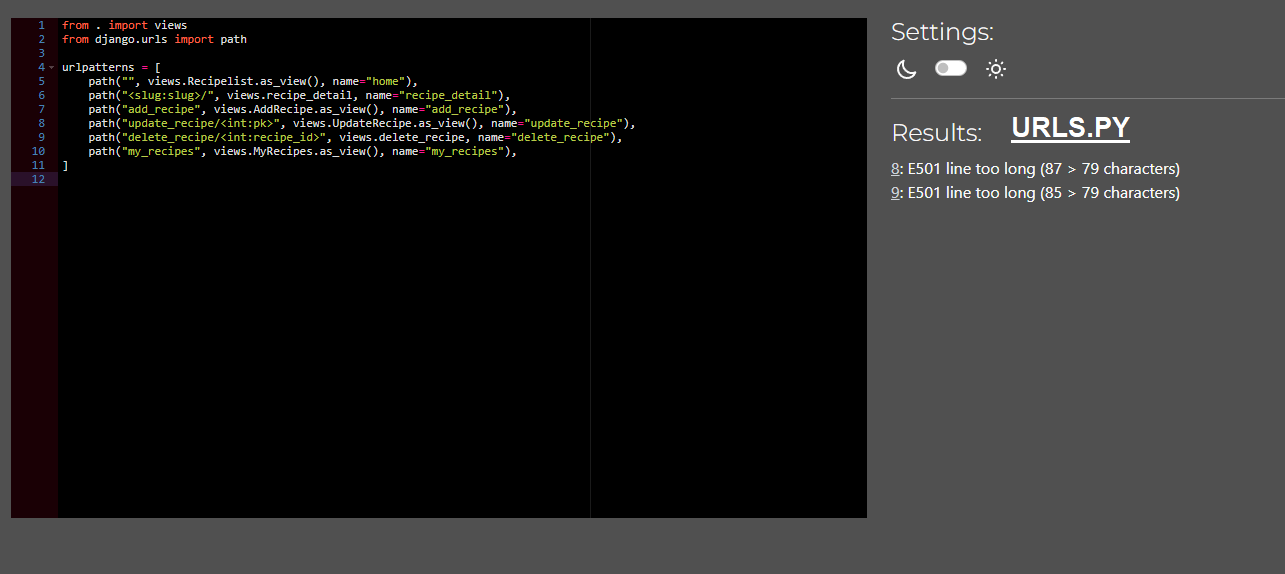 1 from . import views
2 from django.urls import path
3
4 urlpatterns = [
5     path("", views.Recipelist.as_view(), name="home"),
6     path("<slug:slug>/", views.recipe_detail, name="recipe_detail"),
7     path("add_recipe", views.AddRecipe.as_view(), name="add_recipe"),
8     path("update_recipe/<int:pk>", views.UpdateRecipe.as_view(), name="update_recipe"),
9     path("delete_recipe/<int:recipe_id>", views.delete_recipe, name="delete_recipe"),
10     path("my_recipes", views.MyRecipes.as_view(), name="my_recipes"),
11 ]
12
Settings:
Results: URLS.PY
8: E501 line too long (87 > 79 characters)
9: E501 line too long (85 > 79 characters)